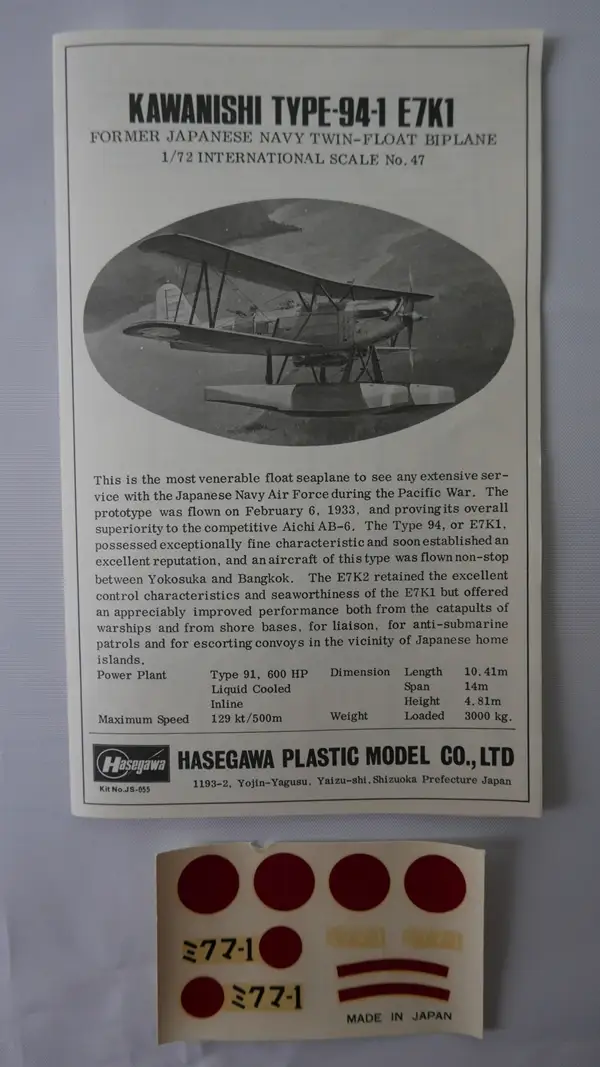 KAWANISHI TYPE-94-1 E7K1
FORMER JAPANESE NAVY TWIN-FLOAT BIPLANE
1/72 INTERNATIONAL SCALE No. 47
This is the most venerable float seaplane to see any extensive ser-
vice with the Japanese Navy Air Force during the Pacific War. The
prototype was flown on February 6, 1933, and proving its overall
superiority to the competitive Aichi AB-6. The Type 94, or E7K1,
possessed exceptionally fine characteristic and soon established an
excellent reputation, and an aircraft of this type was flown non-stop
between Yokosuka and Bangkok. The E7K2 retained the excellent
control characteristics and seaworthiness of the E7K1 but offered
an appreciably improved performance both from the catapults of
warships and from shore bases, for liaison, for anti-submarine
patrols and for escorting convoys in the vicinity of Japanese home
islands.
Power Plant Type 91, 600 HP Dimension Length 10.41m
Liquid Cooled Span 14m
Inline Height 4.81m
Maximum Speed 129 kt/500m Weight Loaded 3000 kg.
Hasegawa HASEGAWA PLASTIC MODEL CO., LTD
Kit No. JS-055 1193-2, Yojin-Yagusu, Yaizu-shi, Shizuoka Prefecture Japan
ミクマ-1
ミクマ-1
MADE IN JAPAN